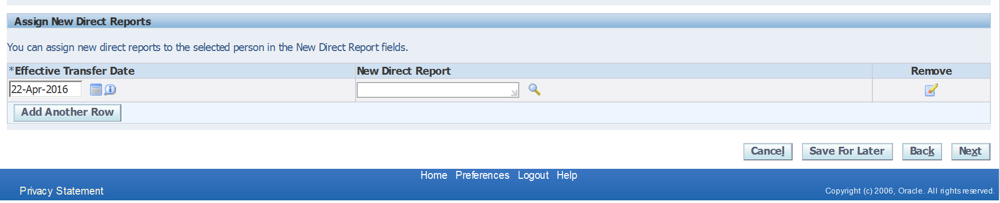 Assign New Direct Reports
You can assign new direct reports to the selected person in the New Direct Report fields.
*Effective Transfer Date New Direct Report Remove
22-Apr-2016
Add Another Row
Cancel Save For Later Back Next
Home Preferences Logout Help
Privacy Statement Copyright (c) 2006, Oracle. All rights reserved.